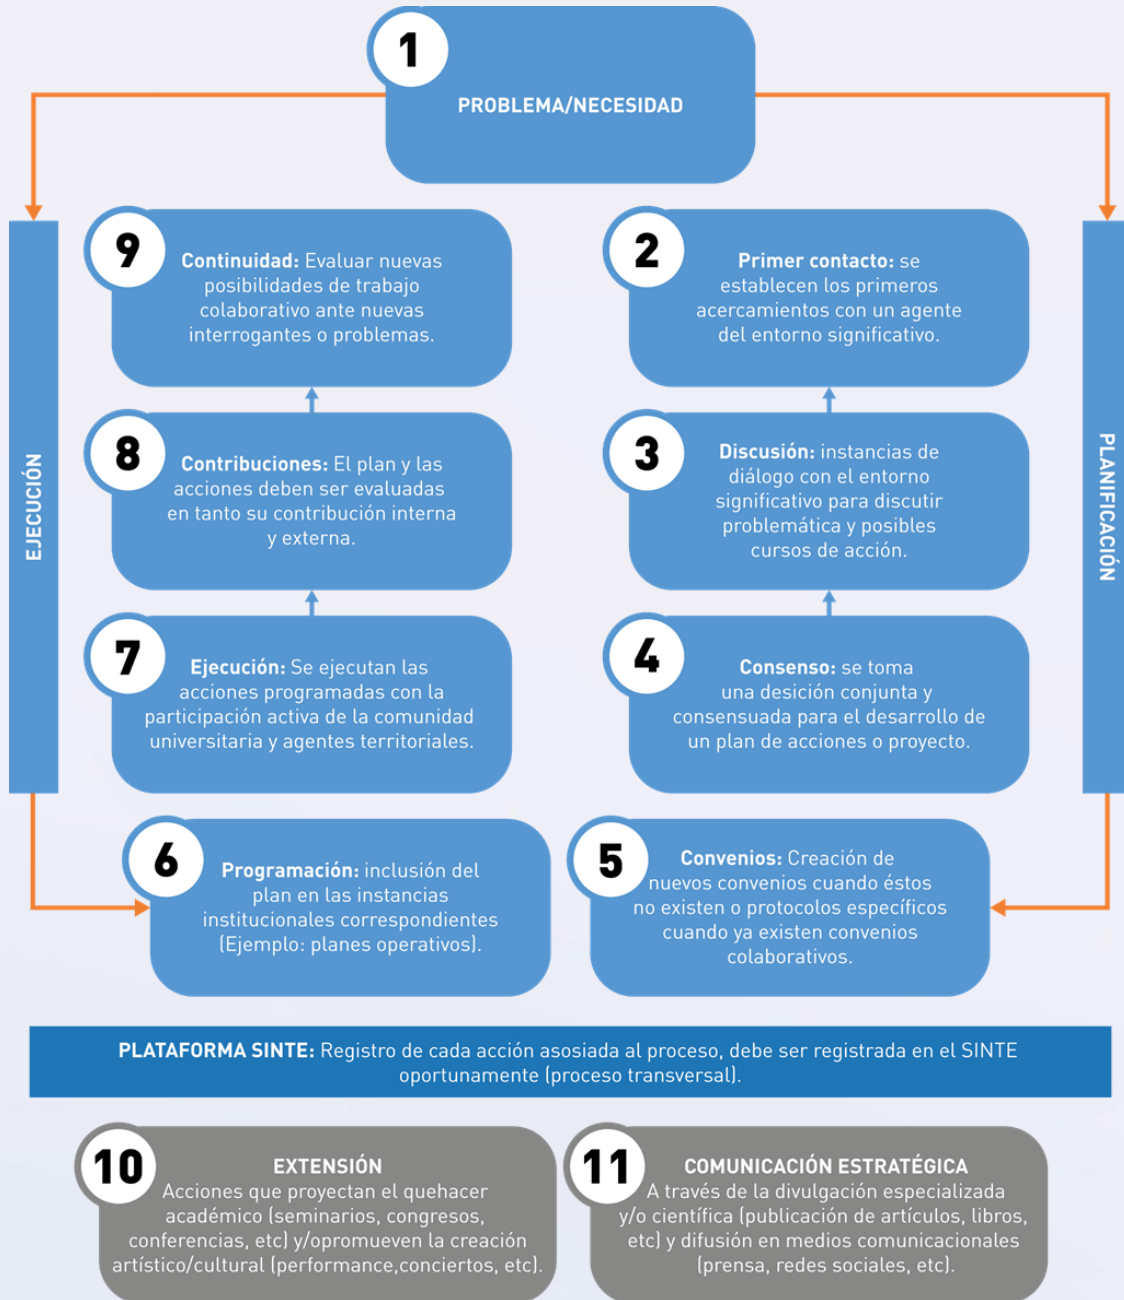 1
PROBLEMA/NECESIDAD
9
Continuidad: Evaluar nuevas
posibilidades de trabajo
colaborativo ante nuevas
interrogantes o problemas.
2
Primer contacto: se
establecen los primeros
acercamientos con un agente
del entorno significativo.
8
Contribuciones: El plan y las
acciones deben ser evaluadas
en tanto su contribución interna
y externa.
3
Discusión: instancias de
diálogo con el entorno
significativo para discutir
problemática y posibles
cursos de acción.
EJECUCIÓN
PLANIFICACIÓN
7
Ejecución: Se ejecutan las
acciones programadas con la
participación activa de la comunidad
universitaria y agentes territoriales.
4
Consenso: se toma
una desición conjunta y
consensuada para el desarrollo de
un plan de acciones o proyecto.
6
Programación: inclusión del
plan en las instancias
institucionales correspondientes
(Ejemplo: planes operativos).
5
Convenios: Creación de
nuevos convenios cuando éstos
no existen o protocolos específicos
cuando ya existen convenios
colaborativos.
PLATAFORMA SINTE: Registro de cada acción asosiada al proceso, debe ser registrada en el SINTE
oportunamente (proceso transversal).
10
EXTENSIÓN
Acciones que proyectan el quehacer
académico (seminarios, congresos,
conferencias, etc) y/opromueven la creación
artístico/cultural (performance,conciertos, etc).
11
COMUNICACIÓN ESTRATÉGICA
A través de la divulgación especializada
y/o científica (publicación de artículos, libros,
etc) y difusión en medios comunicacionales
(prensa, redes sociales, etc).